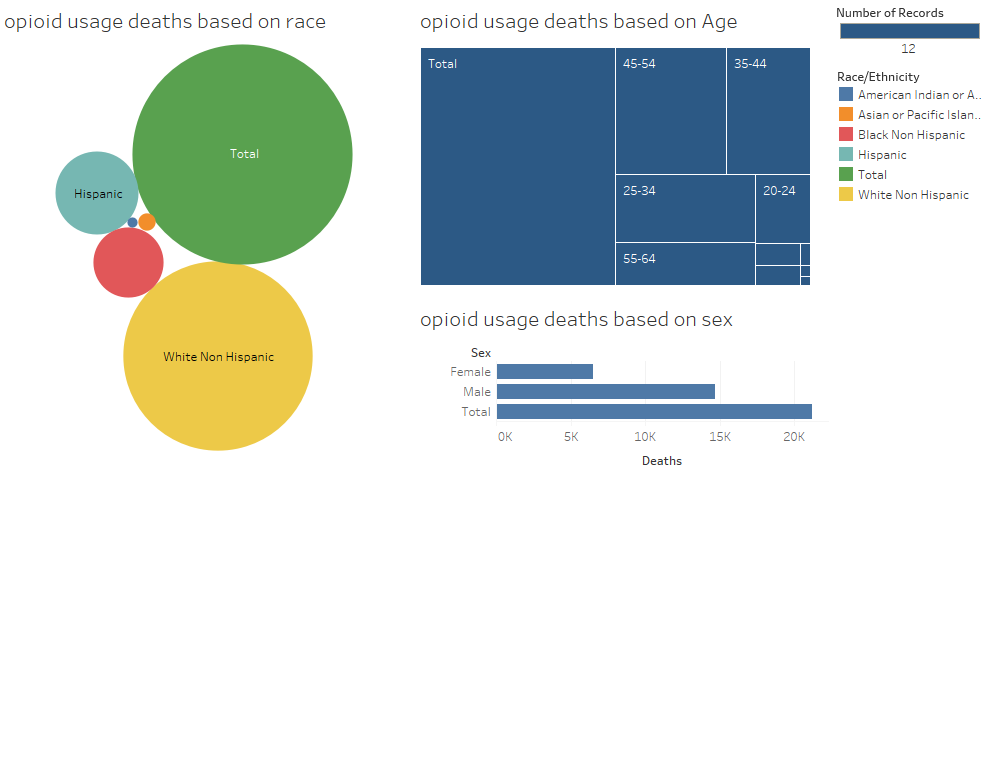 opioid usage deaths based on race
Total
Hispanic
White Non Hispanic
opioid usage deaths based on Age
Total
45-54
35-44
25-34
20-24
55-64
opioid usage deaths based on sex
Sex
Female
Male
Total
0K 5K 10K 15K 20K
Deaths
Number of Records
12
Race/Ethnicity
American Indian or A..
Asian or Pacific Islan..
Black Non Hispanic
Hispanic
Total
White Non Hispanic